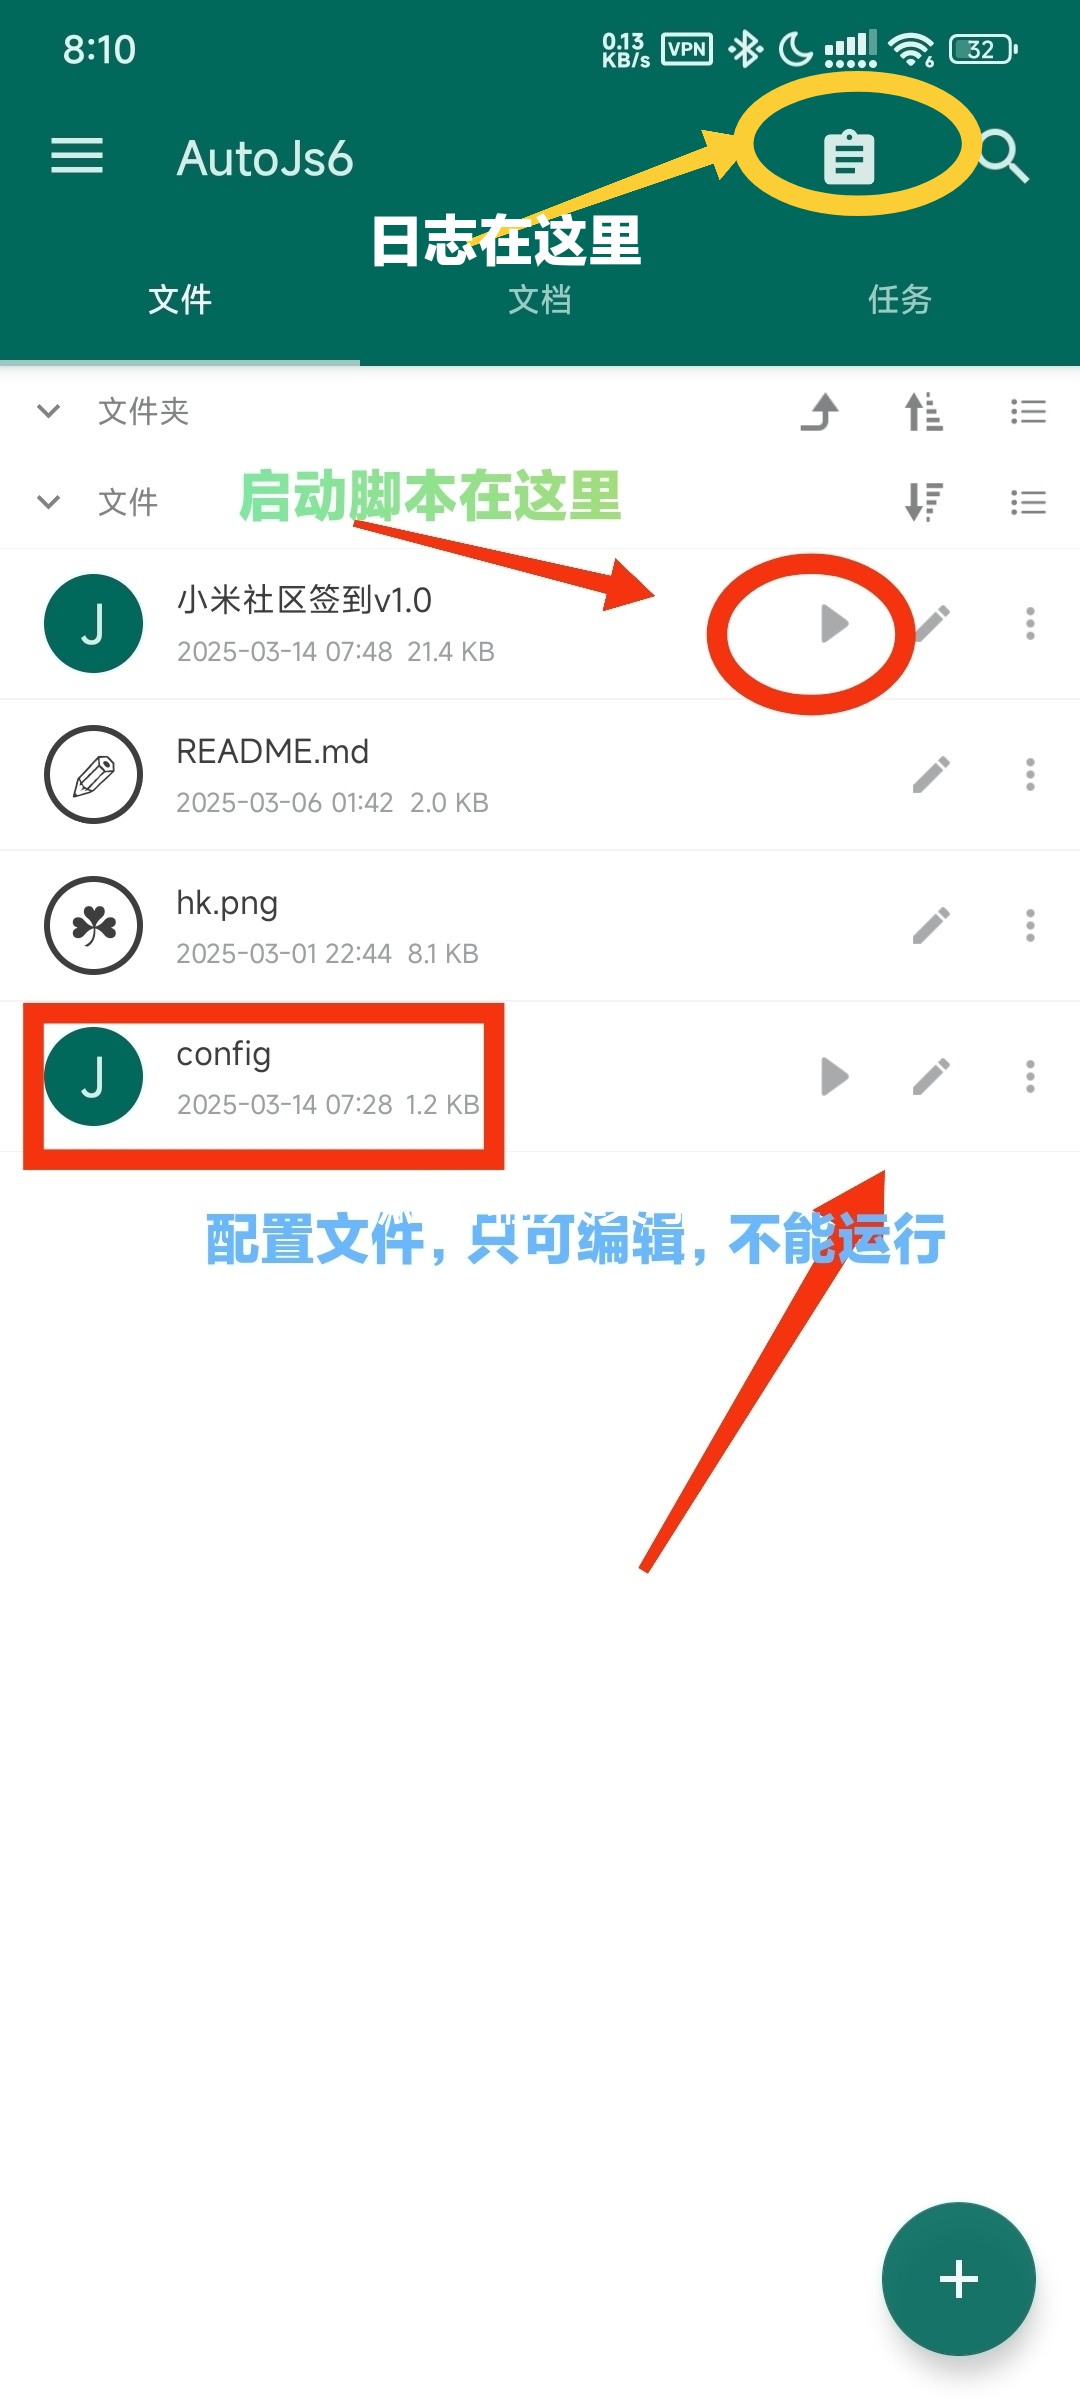 8:10
0.13 KB/s VPN 6 32
AutoJs6
日志在这里
文件 文档 任务
文件夹
文件
启动脚本在这里
J
小米社区签到v1.0
2025-03-14 07:48 21.4 KB
README.md
2025-03-06 01:42 2.0 KB
hk.png
2025-03-01 22:44 8.1 KB
J
config
2025-03-14 07:28 1.2 KB
配置文件，只可编辑，不能运行